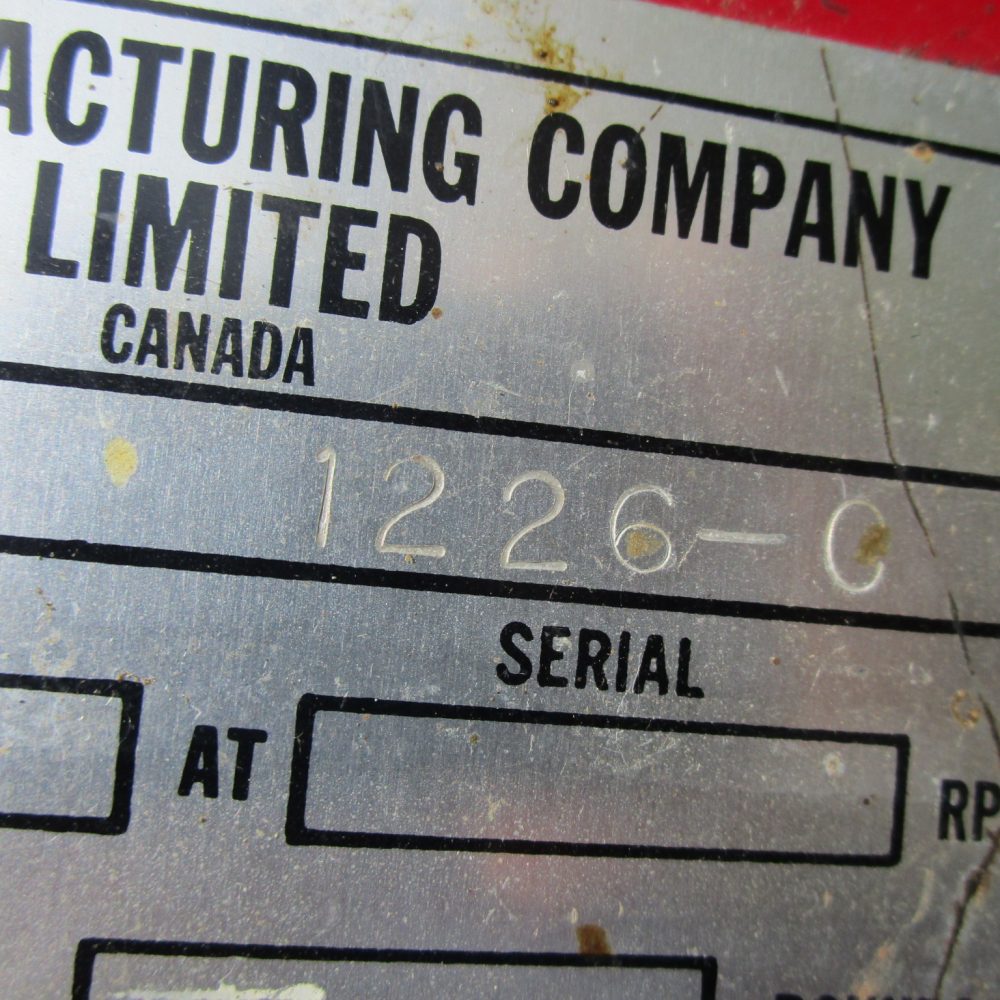 ACTURING COMPANY
LIMITED
CANADA
1226-C
SERIAL
AT
RP